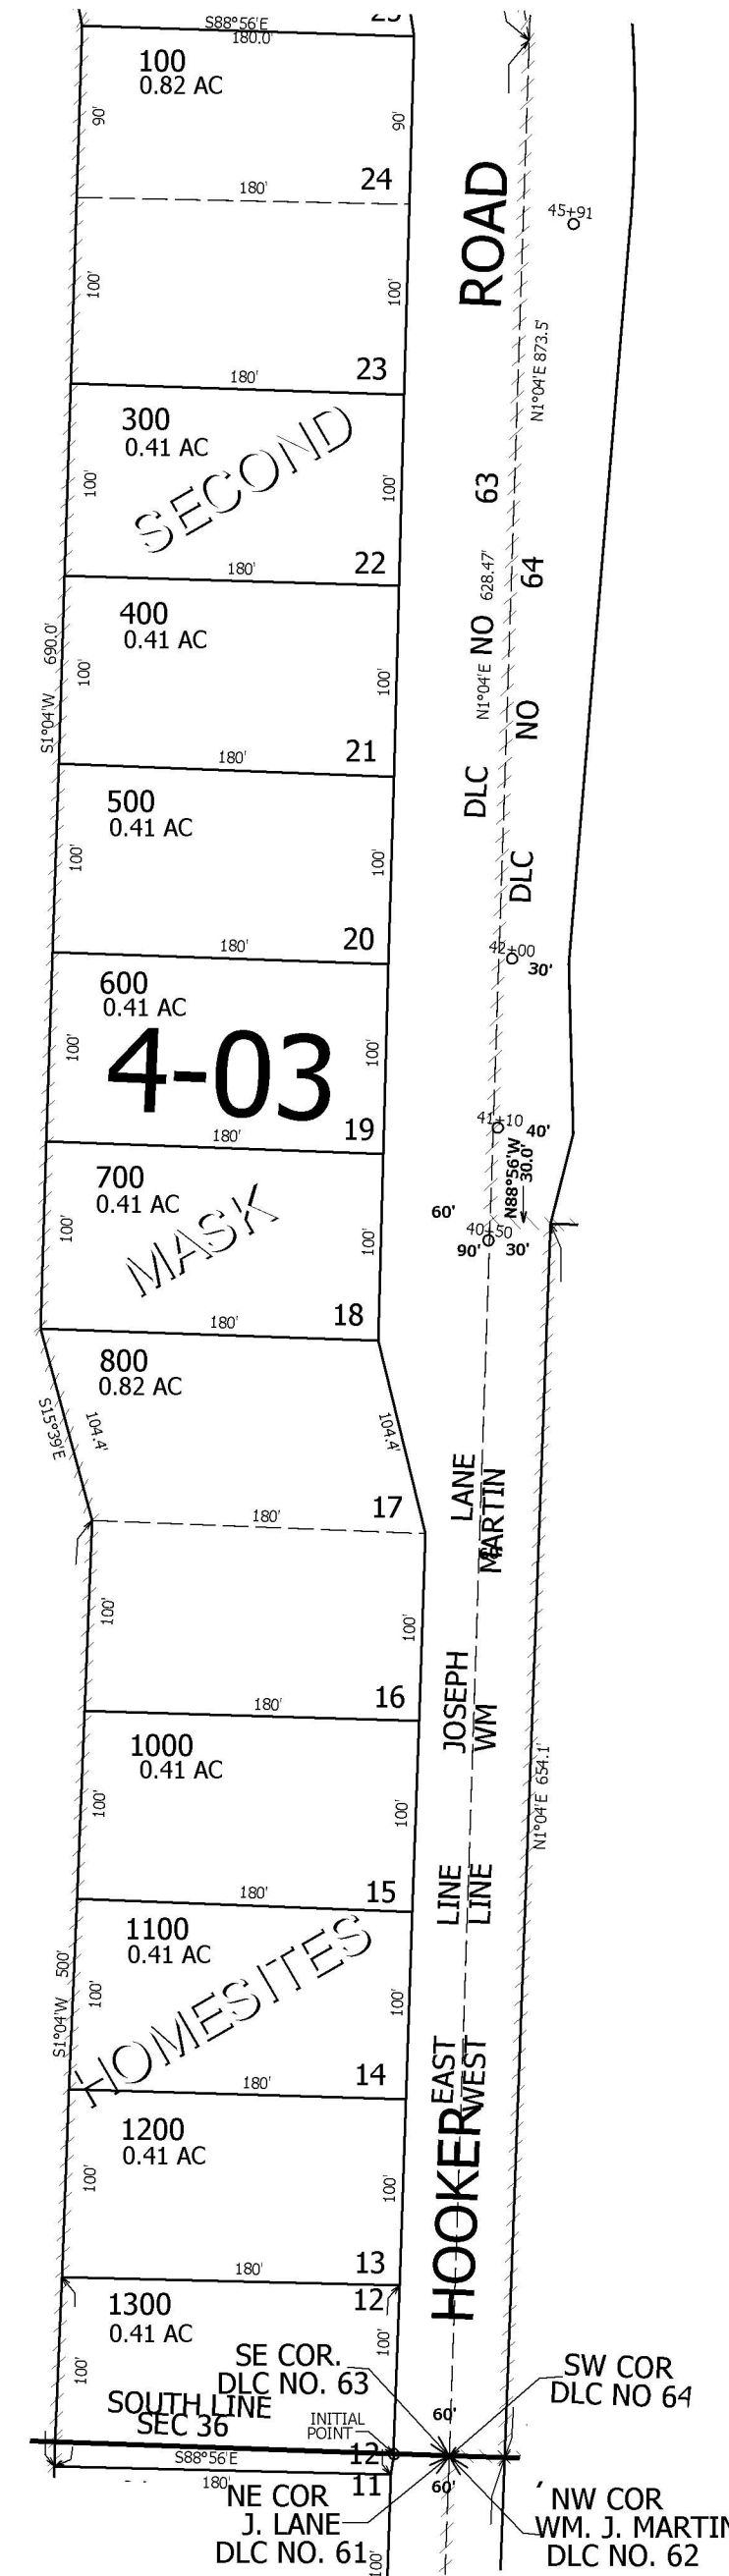 S88°56'E
180.0'
100
0.82 AC
90'
90'
24
180'
100'
100'
23
180'
300
0.41 AC
100'
100'
SECOND
22
180'
400
0.41 AC
100'
100'
S1°04'W 690.0'
21
180'
500
0.41 AC
100'
100'
20
180'
600
0.41 AC
100'
100'
4-03
19
180'
700
0.41 AC
100'
100'
MASK
18
180'
800
0.82 AC
S15°39'E
104.4'
104.4'
17
180'
100'
100'
16
180'
1000
0.41 AC
100'
100'
15
180'
1100
0.41 AC
100'
100'
S1°04'W 500'
HOMESITES
14
180'
1200
0.41 AC
100'
100'
13
180'
12
1300
0.41 AC
100'
100'
SOUTH LINE
SEC 36
S88°56'E
180'
INITIAL
POINT
12
11
100'
HOOKER ROAD
45+91
N1°04'E 873.5'
N1°04'E 628.47'
DLC NO 63
DLC NO 64
42+00
30'
41+10
40'
N88°56'W
30.0'
60'
40+50
90'
30'
EAST LINE JOSEPH LANE
WEST LINE WM MARTIN
N1°04'E 654.1'
SE COR.
DLC NO. 63
SW COR
DLC NO 64
60'
60'
NE COR
J. LANE
DLC NO. 61
NW COR
WM. J. MARTIN
DLC NO. 62